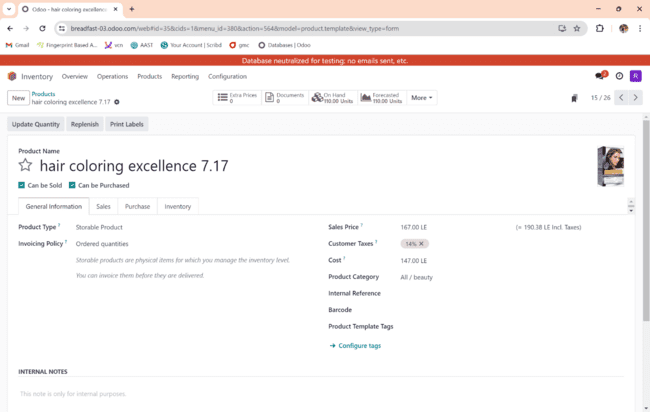 Odoo - hair coloring excellence
breadfast-03.odoo.com/web#id=35&cids=1&menu_id=380&action=564&model=product.template&view_type=form
Gmail Fingerprint Based A... vcn AAST Your Account | Scribd gmc Databases | Odoo
Database neutralized for testing: no emails sent, etc.
Inventory Overview Operations Products Reporting Configuration 2 R
New Products
hair coloring excellence 7.17
Extra Prices 0
Documents 0
On Hand 110.00 Units
Forecasted 110.00 Units
More
15 / 26
Update Quantity Replenish Print Labels
Product Name
hair coloring excellence 7.17
Can be Sold Can be Purchased
General Information Sales Purchase Inventory
Product Type ? Storable Product
Invoicing Policy ? Ordered quantities
Storable products are physical items for which you manage the inventory level.
You can invoice them before they are delivered.
Sales Price ? 167.00 LE (= 190.38 LE Incl. Taxes)
Customer Taxes ? 14%
Cost ? 147.00 LE
Product Category All / beauty
Internal Reference
Barcode
Product Template Tags
Configure tags
INTERNAL NOTES
This note is only for internal purposes.